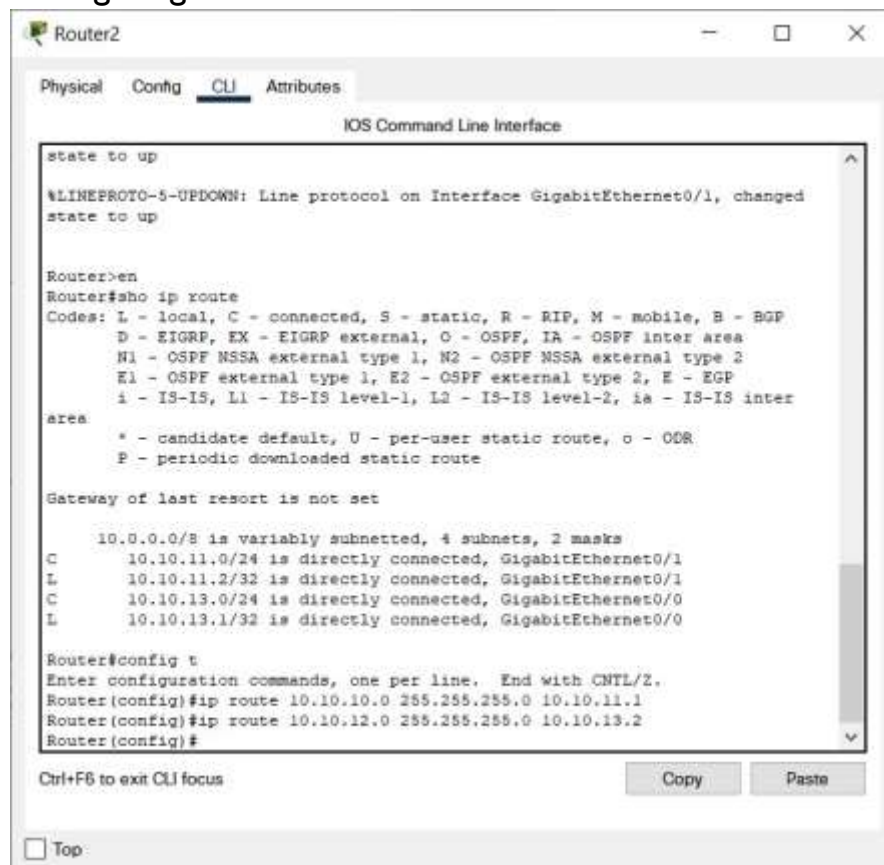 Router2
Physical Config CLI Attributes
IOS Command Line Interface
state to up
%LINEPROTO-5-UPDOWN: Line protocol on Interface GigabitEthernet0/1, changed
state to up
Router>en
Router#sho ip route
Codes: L - local, C - connected, S - static, R - RIP, M - mobile, B - BGP
D - EIGRP, EX - EIGRP external, O - OSPF, IA - OSPF inter area
N1 - OSPF NSSA external type 1, N2 - OSPF NSSA external type 2
E1 - OSPF external type 1, E2 - OSPF external type 2, E - EGP
i - IS-IS, L1 - IS-IS level-1, L2 - IS-IS level-2, ia - IS-IS inter
area
* - candidate default, U - per-user static route, o - ODR
P - periodic downloaded static route
Gateway of last resort is not set
10.0.0.0/8 is variably subnetted, 4 subnets, 2 masks
C 10.10.11.0/24 is directly connected, GigabitEthernet0/1
L 10.10.11.2/32 is directly connected, GigabitEthernet0/1
C 10.10.13.0/24 is directly connected, GigabitEthernet0/0
L 10.10.13.1/32 is directly connected, GigabitEthernet0/0
Router#config t
Enter configuration commands, one per line. End with CNTL/Z.
Router(config)#ip route 10.10.10.0 255.255.255.0 10.10.11.1
Router(config)#ip route 10.10.12.0 255.255.255.0 10.10.13.2
Router(config)#
Ctrl+F6 to exit CLI focus
Copy Paste
Top